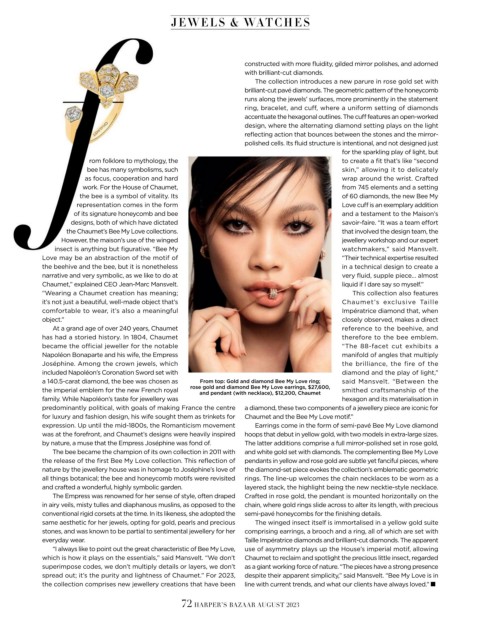 JEWELS & WATCHES
f
rom folklore to mythology, the
bee has many symbolisms, such
as focus, cooperation and hard
work. For the House of Chaumet,
the bee is a symbol of vitality. Its
representation comes in the form
of its signature honeycomb and bee
designs, both of which have dictated
the Chaumet's Bee My Love collections.
However, the maison's use of the winged
insect is anything but figurative. "Bee My
Love may be an abstraction of the motif of
the beehive and the bee, but it is nonetheless
narrative and very symbolic, as we like to do at
Chaumet," explained CEO Jean-Marc Mansvelt.
"Wearing a Chaumet creation has meaning;
it's not just a beautiful, well-made object that's
comfortable to wear, it's also a meaningful
object."
At a grand age of over 240 years, Chaumet
has had a storied history. In 1804, Chaumet
became the official jeweller for the notable
Napoléon Bonaparte and his wife, the Empress
Joséphine. Among the crown jewels, which
included Napoléon's Coronation Sword set with
a 140.5-carat diamond, the bee was chosen as
the imperial emblem for the new French royal
family. While Napoléon's taste for jewellery was
predominantly political, with goals of making France the centre
for luxury and fashion design, his wife sought them as trinkets for
expression. Up until the mid-1800s, the Romanticism movement
was at the forefront, and Chaumet's designs were heavily inspired
by nature, a muse that the Empress Joséphine was fond of.
The bee became the champion of its own collection in 2011 with
the release of the first Bee My Love collection. This reflection of
nature by the jewellery house was in homage to Joséphine's love of
all things botanical; the bee and honeycomb motifs were revisited
and crafted a wonderful, highly symbolic garden.
The Empress was renowned for her sense of style, often draped
in airy veils, misty tulles and diaphanous muslins, as opposed to the
conventional rigid corsets at the time. In its likeness, she adopted the
same aesthetic for her jewels, opting for gold, pearls and precious
stones, and was known to be partial to sentimental jewellery for her
everyday wear.
"I always like to point out the great characteristic of Bee My Love,
which is how it plays on the essentials," said Mansvelt. "We don't
superimpose codes, we don't multiply details or layers, we don't
spread out; it's the purity and lightness of Chaumet." For 2023,
the collection comprises new jewellery creations that have been
constructed with more fluidity, gilded mirror polishes, and adorned
with brilliant-cut diamonds.
The collection introduces a new parure in rose gold set with
brilliant-cut pavé diamonds. The geometric pattern of the honeycomb
runs along the jewels' surfaces, more prominently in the statement
ring, bracelet, and cuff, where a uniform setting of diamonds
accentuate the hexagonal outlines. The cuff features an open-worked
design, where the alternating diamond setting plays on the light
reflecting action that bounces between the stones and the mirror-
polished cells. Its fluid structure is intentional, and not designed just
for the sparkling play of light, but
to create a fit that's like "second
skin," allowing it to delicately
wrap around the wrist. Crafted
from 745 elements and a setting
of 60 diamonds, the new Bee My
Love cuff is an exemplary addition
and a testament to the Maison's
savoir-faire. "It was a team effort
that involved the design team, the
jewellery workshop and our expert
watchmakers," said Mansvelt.
"Their technical expertise resulted
in a technical design to create a
very fluid, supple piece... almost
liquid if I dare say so myself."
This collection also features
Chaumet's exclusive Taille
Impératrice diamond that, when
closely observed, makes a direct
reference to the beehive, and
therefore to the bee emblem.
"The 88-facet cut exhibits a
manifold of angles that multiply
the brilliance, the fire of the
diamond and the play of light,"
said Mansvelt. "Between the
smithed craftsmanship of the
hexagon and its materialisation in
a diamond, these two components of a jewellery piece are iconic for
Chaumet and the Bee My Love motif."
Earrings come in the form of semi-pavé Bee My Love diamond
hoops that debut in yellow gold, with two models in extra-large sizes.
The latter additions comprise a full mirror-polished set in rose gold,
and white gold set with diamonds. The complementing Bee My Love
pendants in yellow and rose gold are subtle yet fanciful pieces, where
the diamond-set piece evokes the collection's emblematic geometric
rings. The line-up welcomes the chain necklaces to be worn as a
layered stack, the highlight being the new necktie-style necklace.
Crafted in rose gold, the pendant is mounted horizontally on the
chain, where gold rings slide across to alter its length, with precious
semi-pavé honeycombs for the finishing details.
The winged insect itself is immortalised in a yellow gold suite
comprising earrings, a brooch and a ring, all of which are set with
Taille Impératrice diamonds and brilliant-cut diamonds. The apparent
use of asymmetry plays up the House's imperial motif, allowing
Chaumet to reclaim and spotlight the precious little insect, regarded
as a giant working force of nature. "The pieces have a strong presence
despite their apparent simplicity," said Mansvelt. "Bee My Love is in
line with current trends, and what our clients have always loved." ■
From top: Gold and diamond Bee My Love ring;
rose gold and diamond Bee My Love earrings, $27,600,
and pendant (with necklace), $12,200, Chaumet
72 HARPER'S BAZAAR AUGUST 2023